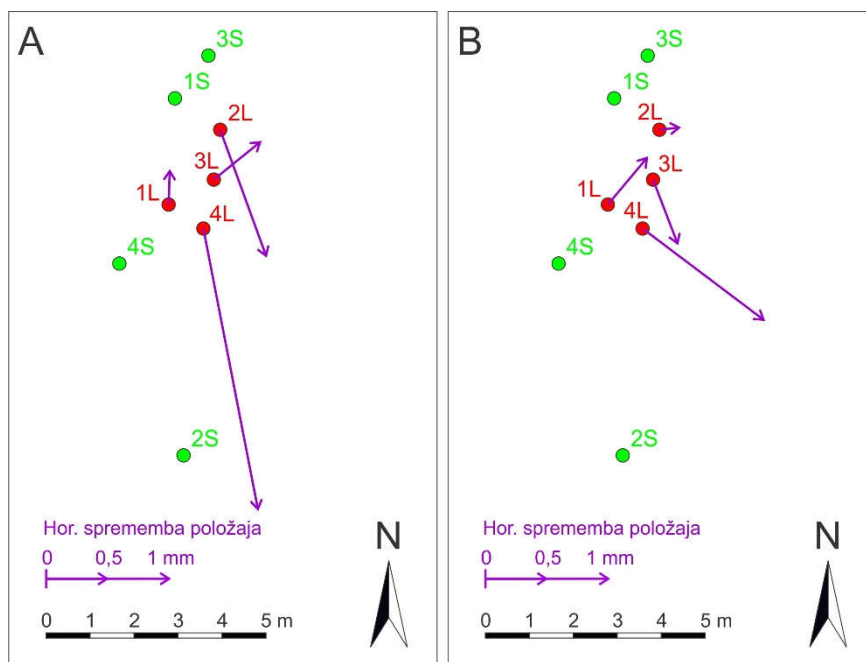 A
3S
1S
2L
3L
1L
4L
4S
2S
Hor. sprememba položaja
0 0,5 1 mm
N
0 1 2 3 4 5 m
B
3S
1S
2L
3L
1L
4L
4S
2S
Hor. sprememba položaja
0 0,5 1 mm
N
0 1 2 3 4 5 m